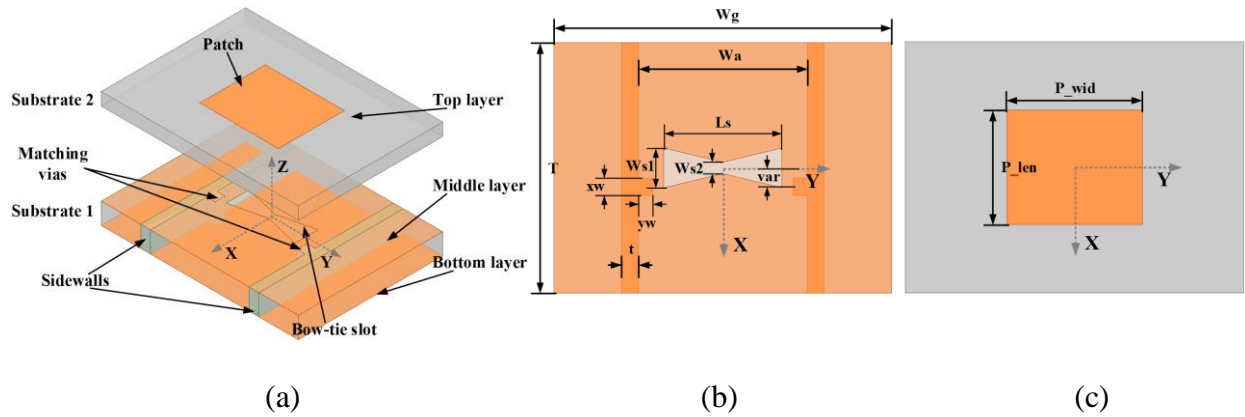 Patch
Substrate 2
Top layer
Matching
vias
Z
Middle layer
Substrate 1
X
Y
Sidewalls
Bottom layer
Bow-tie slot
(a)
Wg
Wa
Ls
Ws1
Ws2
T
xw
var
Y
yw
t
X
(b)
P_wid
P_len
Y
X
(c)